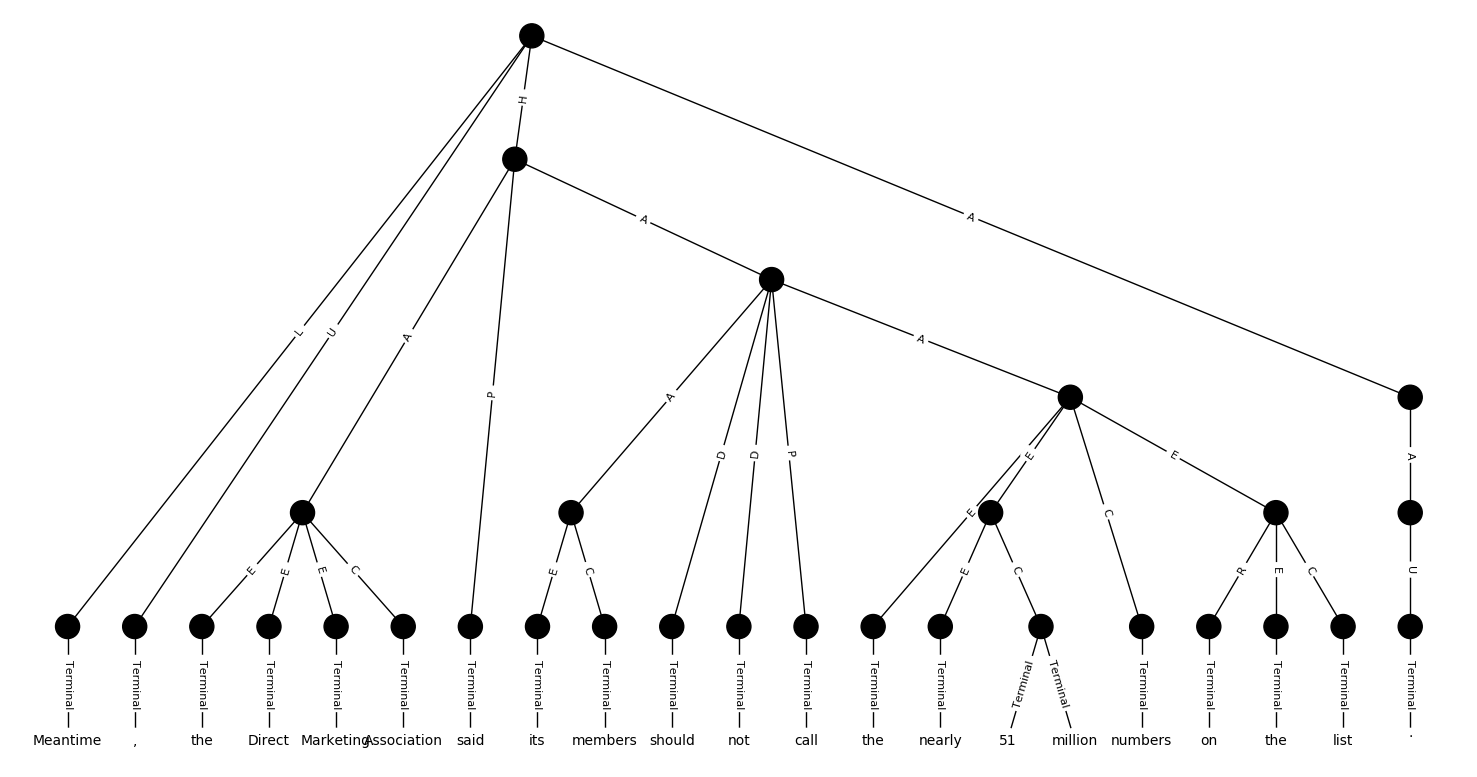 H
A
A
L
U
A
A
P
A
D
D
P
E
E
C
E
A
E
E
E
C
E
C
E
C
R
E
C
U
Terminal Terminal Terminal Terminal Terminal Terminal Terminal Terminal Terminal Terminal Terminal Terminal Terminal Terminal Terminal Terminal Terminal Terminal Terminal Terminal Terminal
Meantime , the Direct Marketing Association said its members should not call the nearly 51 million numbers on the list .